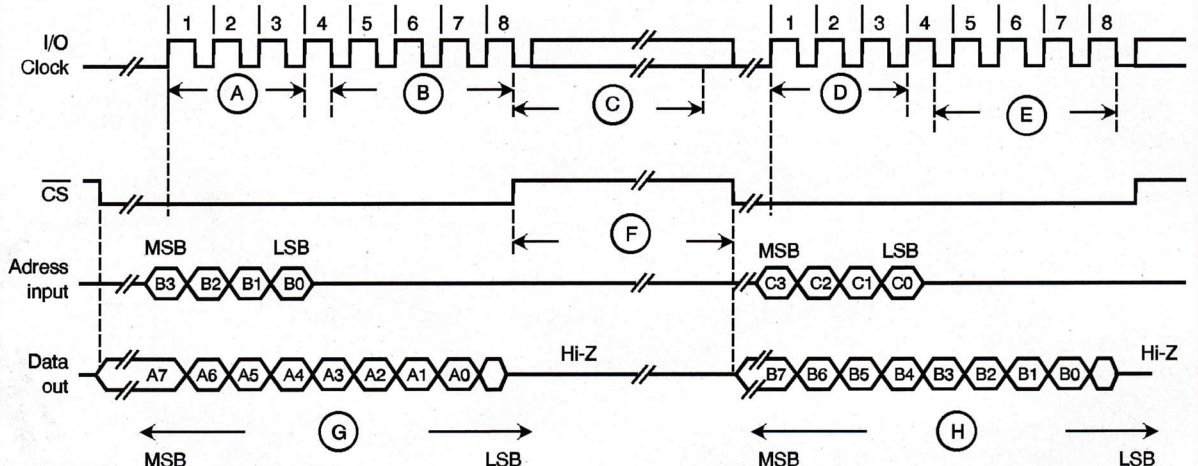 1 2 3 4 5 6 7 8 1 2 3 4 5 6 7 8
I/O
Clock
A B C D E
CS
F
MSB LSB MSB LSB
Adress
input
B3 B2 B1 B0 C3 C2 C1 C0
Hi-Z Hi-Z
Data
out
A7 A6 A5 A4 A3 A2 A1 A0 B7 B6 B5 B4 B3 B2 B1 B0
G H
MSB LSB MSB LSB